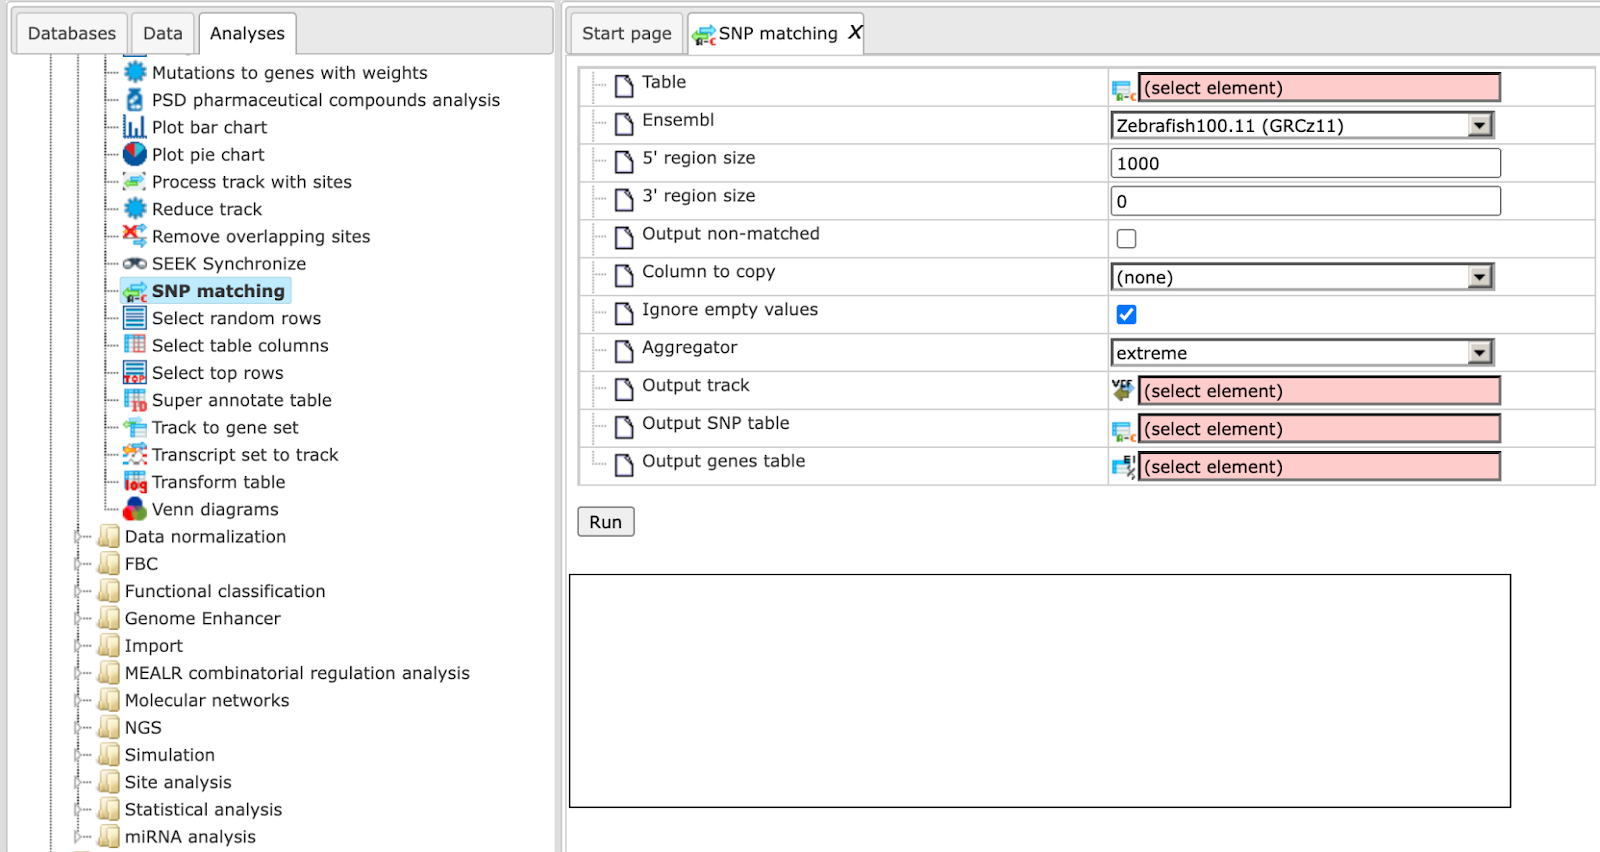 Databases
Data
Analyses
Mutations to genes with weights
PSD pharmaceutical compounds analysis
Plot bar chart
Plot pie chart
Process track with sites
Reduce track
Remove overlapping sites
SEEK Synchronize
SNP matching
Select random rows
Select table columns
Select top rows
Super annotate table
Track to gene set
Transcript set to track
Transform table
Venn diagrams
Data normalization
FBC
Functional classification
Genome Enhancer
Import
MEALR combinatorial regulation analysis
Molecular networks
NGS
Simulation
Site analysis
Statistical analysis
miRNA analysis
Start page
SNP matching X
Table (select element)
Ensembl Zebrafish100.11 (GRCz11)
5' region size 1000
3' region size 0
Output non-matched
Column to copy (none)
Ignore empty values
Aggregator extreme
Output track (select element)
Output SNP table (select element)
Output genes table (select element)
Run